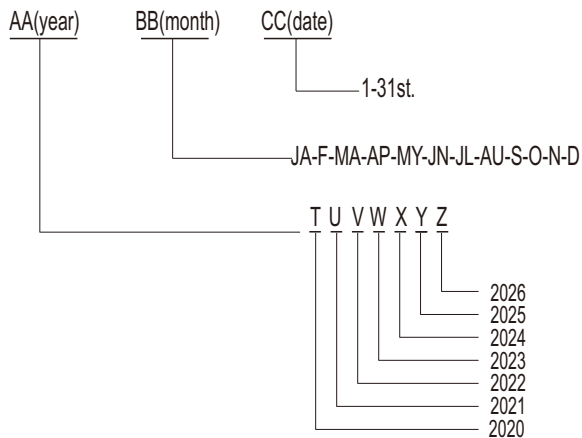 AA(year) BB(month) CC(date)
1-31st.
JA-F-MA-AP-MY-JN-JL-AU-S-O-N-D
T U V W X Y Z
2026
2025
2024
2023
2022
2021
2020